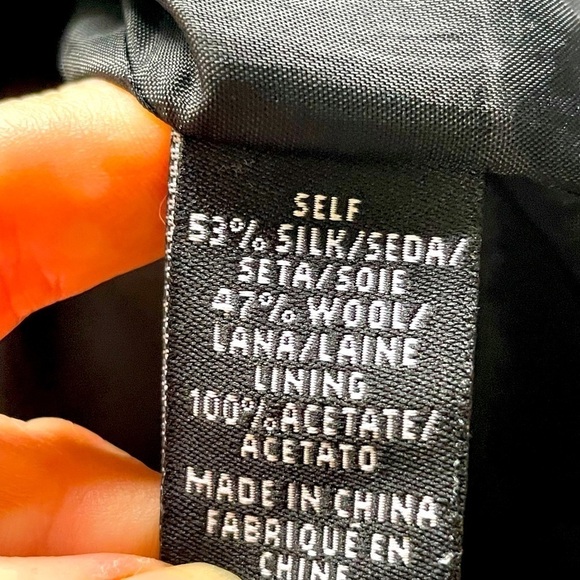 SELF
53% SILK/SEDA/
SETA/SOIE
47% WOOL/
LANA/LAINE
LINING
100% ACETATE/
ACETATO
MADE IN CHINA
FABRIQUÉ EN
CHINE